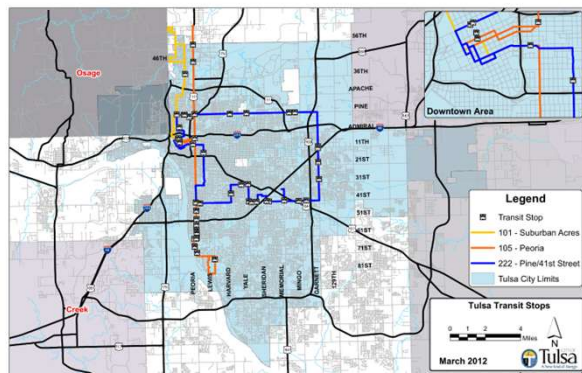 56TH
46TH
Osage
36TH
APACHE
PINE
ADMIRAL
11TH
21ST
31ST
41ST
51ST
61ST
71ST
81ST
PEORIA
LEWIS
HARVARD
YALE
SHERIDAN
MEMORIAL
MINGO
GARNETT
129TH
Creek
Downtown Area
Legend
Transit Stop
101 - Suburban Acres
105 - Peoria
222 - Pine/41st Street
Tulsa City Limits
Tulsa Transit Stops
0 1 2 4
Miles
N
March 2012
Tulsa